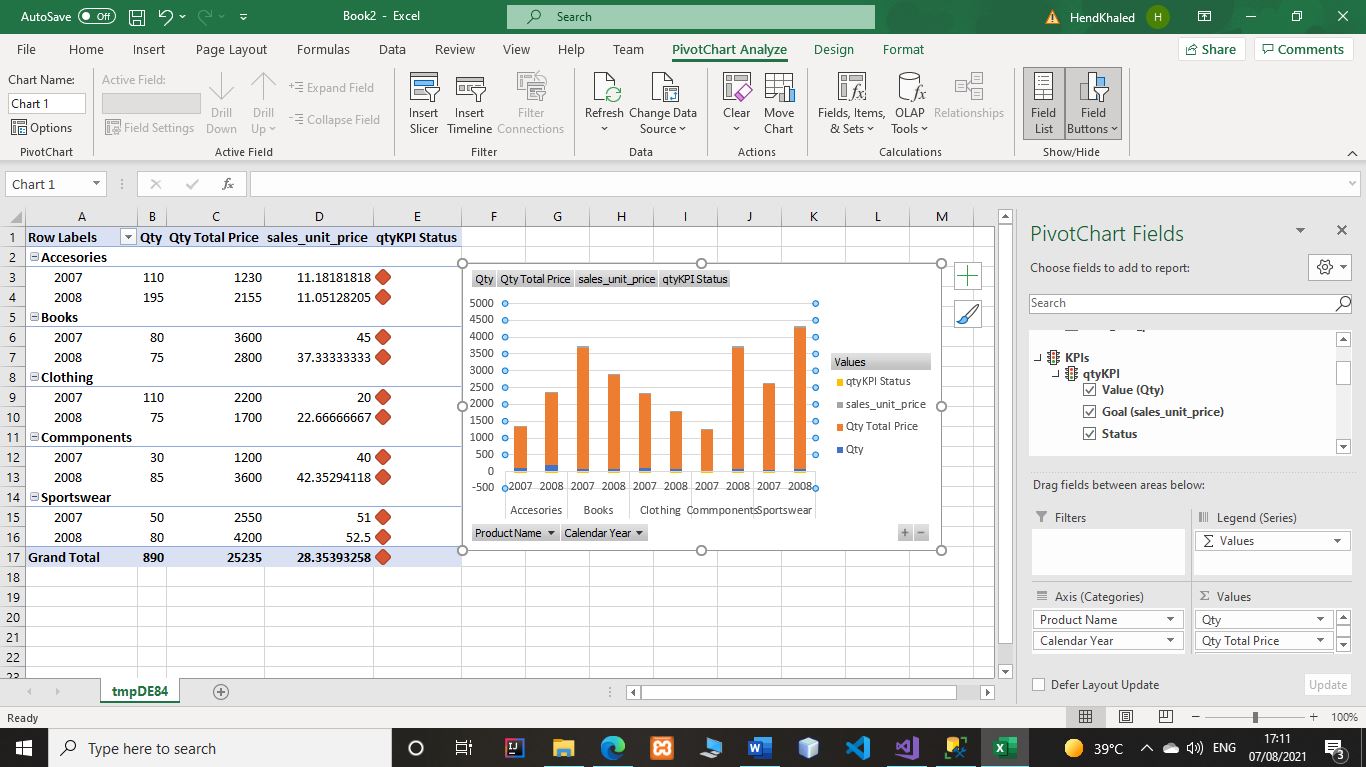 AutoSave Off Book2 - Excel Search HendKhaled H
File Home Insert Page Layout Formulas Data Review View Help Team PivotChart Analyze Design Format Share Comments
Chart Name:
Chart 1
Options
PivotChart
Active Field:
Field Settings
Drill Down
Drill Up
Expand Field
Collapse Field
Active Field
Insert Slicer
Insert Timeline
Filter Connections
Filter
Refresh
Change Data Source
Data
Clear
Move Chart
Actions
Fields, Items, & Sets
OLAP Tools
Relationships
Calculations
Field List
Field Buttons
Show/Hide
Chart 1 fx
A B C D E F G H I J K L M
1 Row Labels Qty Qty Total Price sales_unit_price qtyKPI Status
2 Accesories
3 2007 110 1230 11.18181818
4 2008 195 2155 11.05128205
5 Books
6 2007 80 3600 45
7 2008 75 2800 37.33333333
8 Clothing
9 2007 110 2200 20
10 2008 75 1700 22.66666667
11 Commponents
12 2007 30 1200 40
13 2008 85 3600 42.35294118
14 Sportswear
15 2007 50 2550 51
16 2008 80 4200 52.5
17 Grand Total 890 25235 28.35393258
18
19
20
21
22
23
Qty Qty Total Price sales_unit_price qtyKPI Status
5000
4500
4000
3500
3000
2500
2000
1500
1000
500
0
-500
2007 2008 2007 2008 2007 2008 2007 2008 2007 2008
Accesories Books Clothing Commponents Sportswear
Values
qtyKPI Status
sales_unit_price
Qty Total Price
Qty
Product Name Calendar Year
PivotChart Fields
Choose fields to add to report:
Search
KPIs
qtyKPI
Value (Qty)
Goal (sales_unit_price)
Status
Drag fields between areas below:
Filters
Legend (Series)
Σ Values
Axis (Categories)
Product Name
Calendar Year
Σ Values
Qty
Qty Total Price
Defer Layout Update Update
tmpDE84
Ready 100%
Type here to search
39°C ENG 17:11
07/08/2021
3